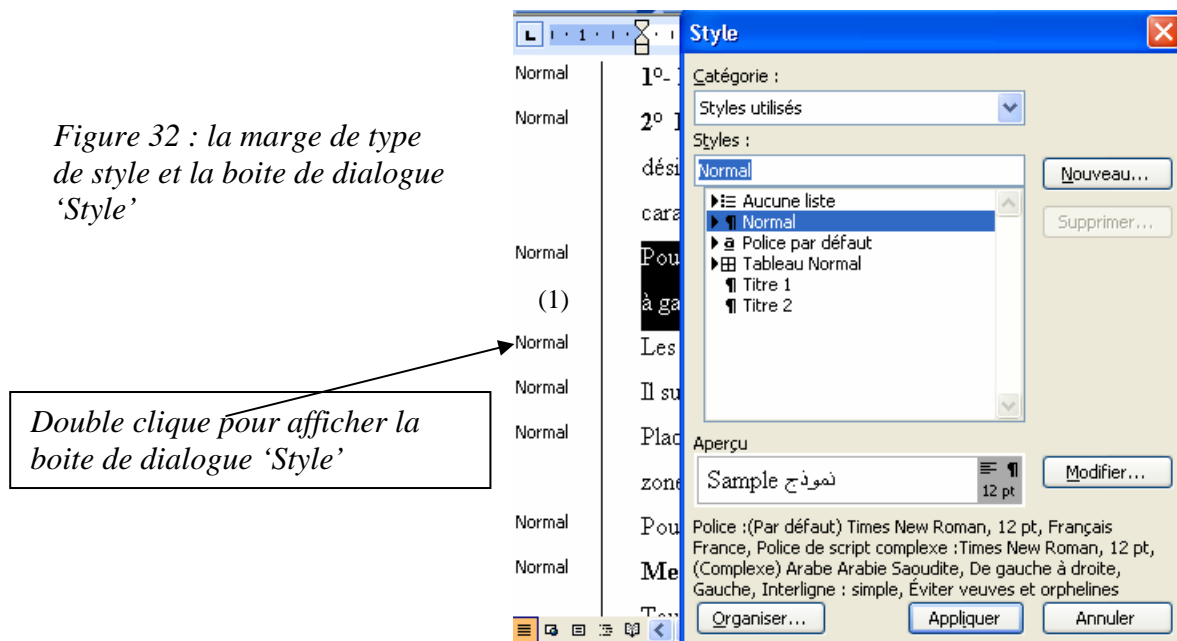 Figure 32 : la marge de type
de style et la boite de dialogue
‘Style’
Double clique pour afficher la
boite de dialogue ‘Style’
L 1
Normal 1º-
Normal 2º
dési
cara
Normal Pou
(1) à ga
Normal Les
Normal Il su
Normal Plac
zone
Normal Pou
Normal Me
Style
Catégorie :
Styles utilisés
Styles :
Normal
Nouveau...
Supprimer...
Aucune liste
¶ Normal
a Police par défaut
Tableau Normal
¶ Titre 1
¶ Titre 2
Aperçu
Sample نموذج
¶
12 pt
Modifier...
Police :(Par défaut) Times New Roman, 12 pt, Français
France, Police de script complexe :Times New Roman, 12 pt,
(Complexe) Arabe Arabie Saoudite, De gauche à droite,
Gauche, Interligne : simple, Éviter veuves et orphelines
Organiser... Appliquer Annuler